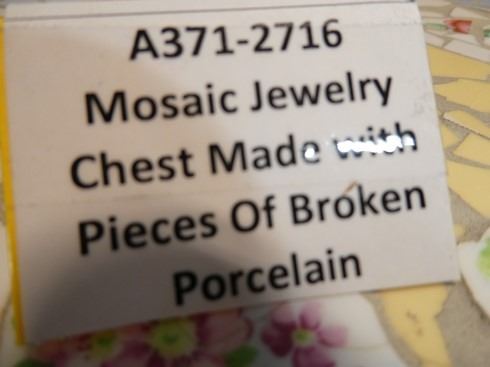 A371-2716
Mosaic Jewelry
Chest Made with
Pieces Of Broken
Porcelain